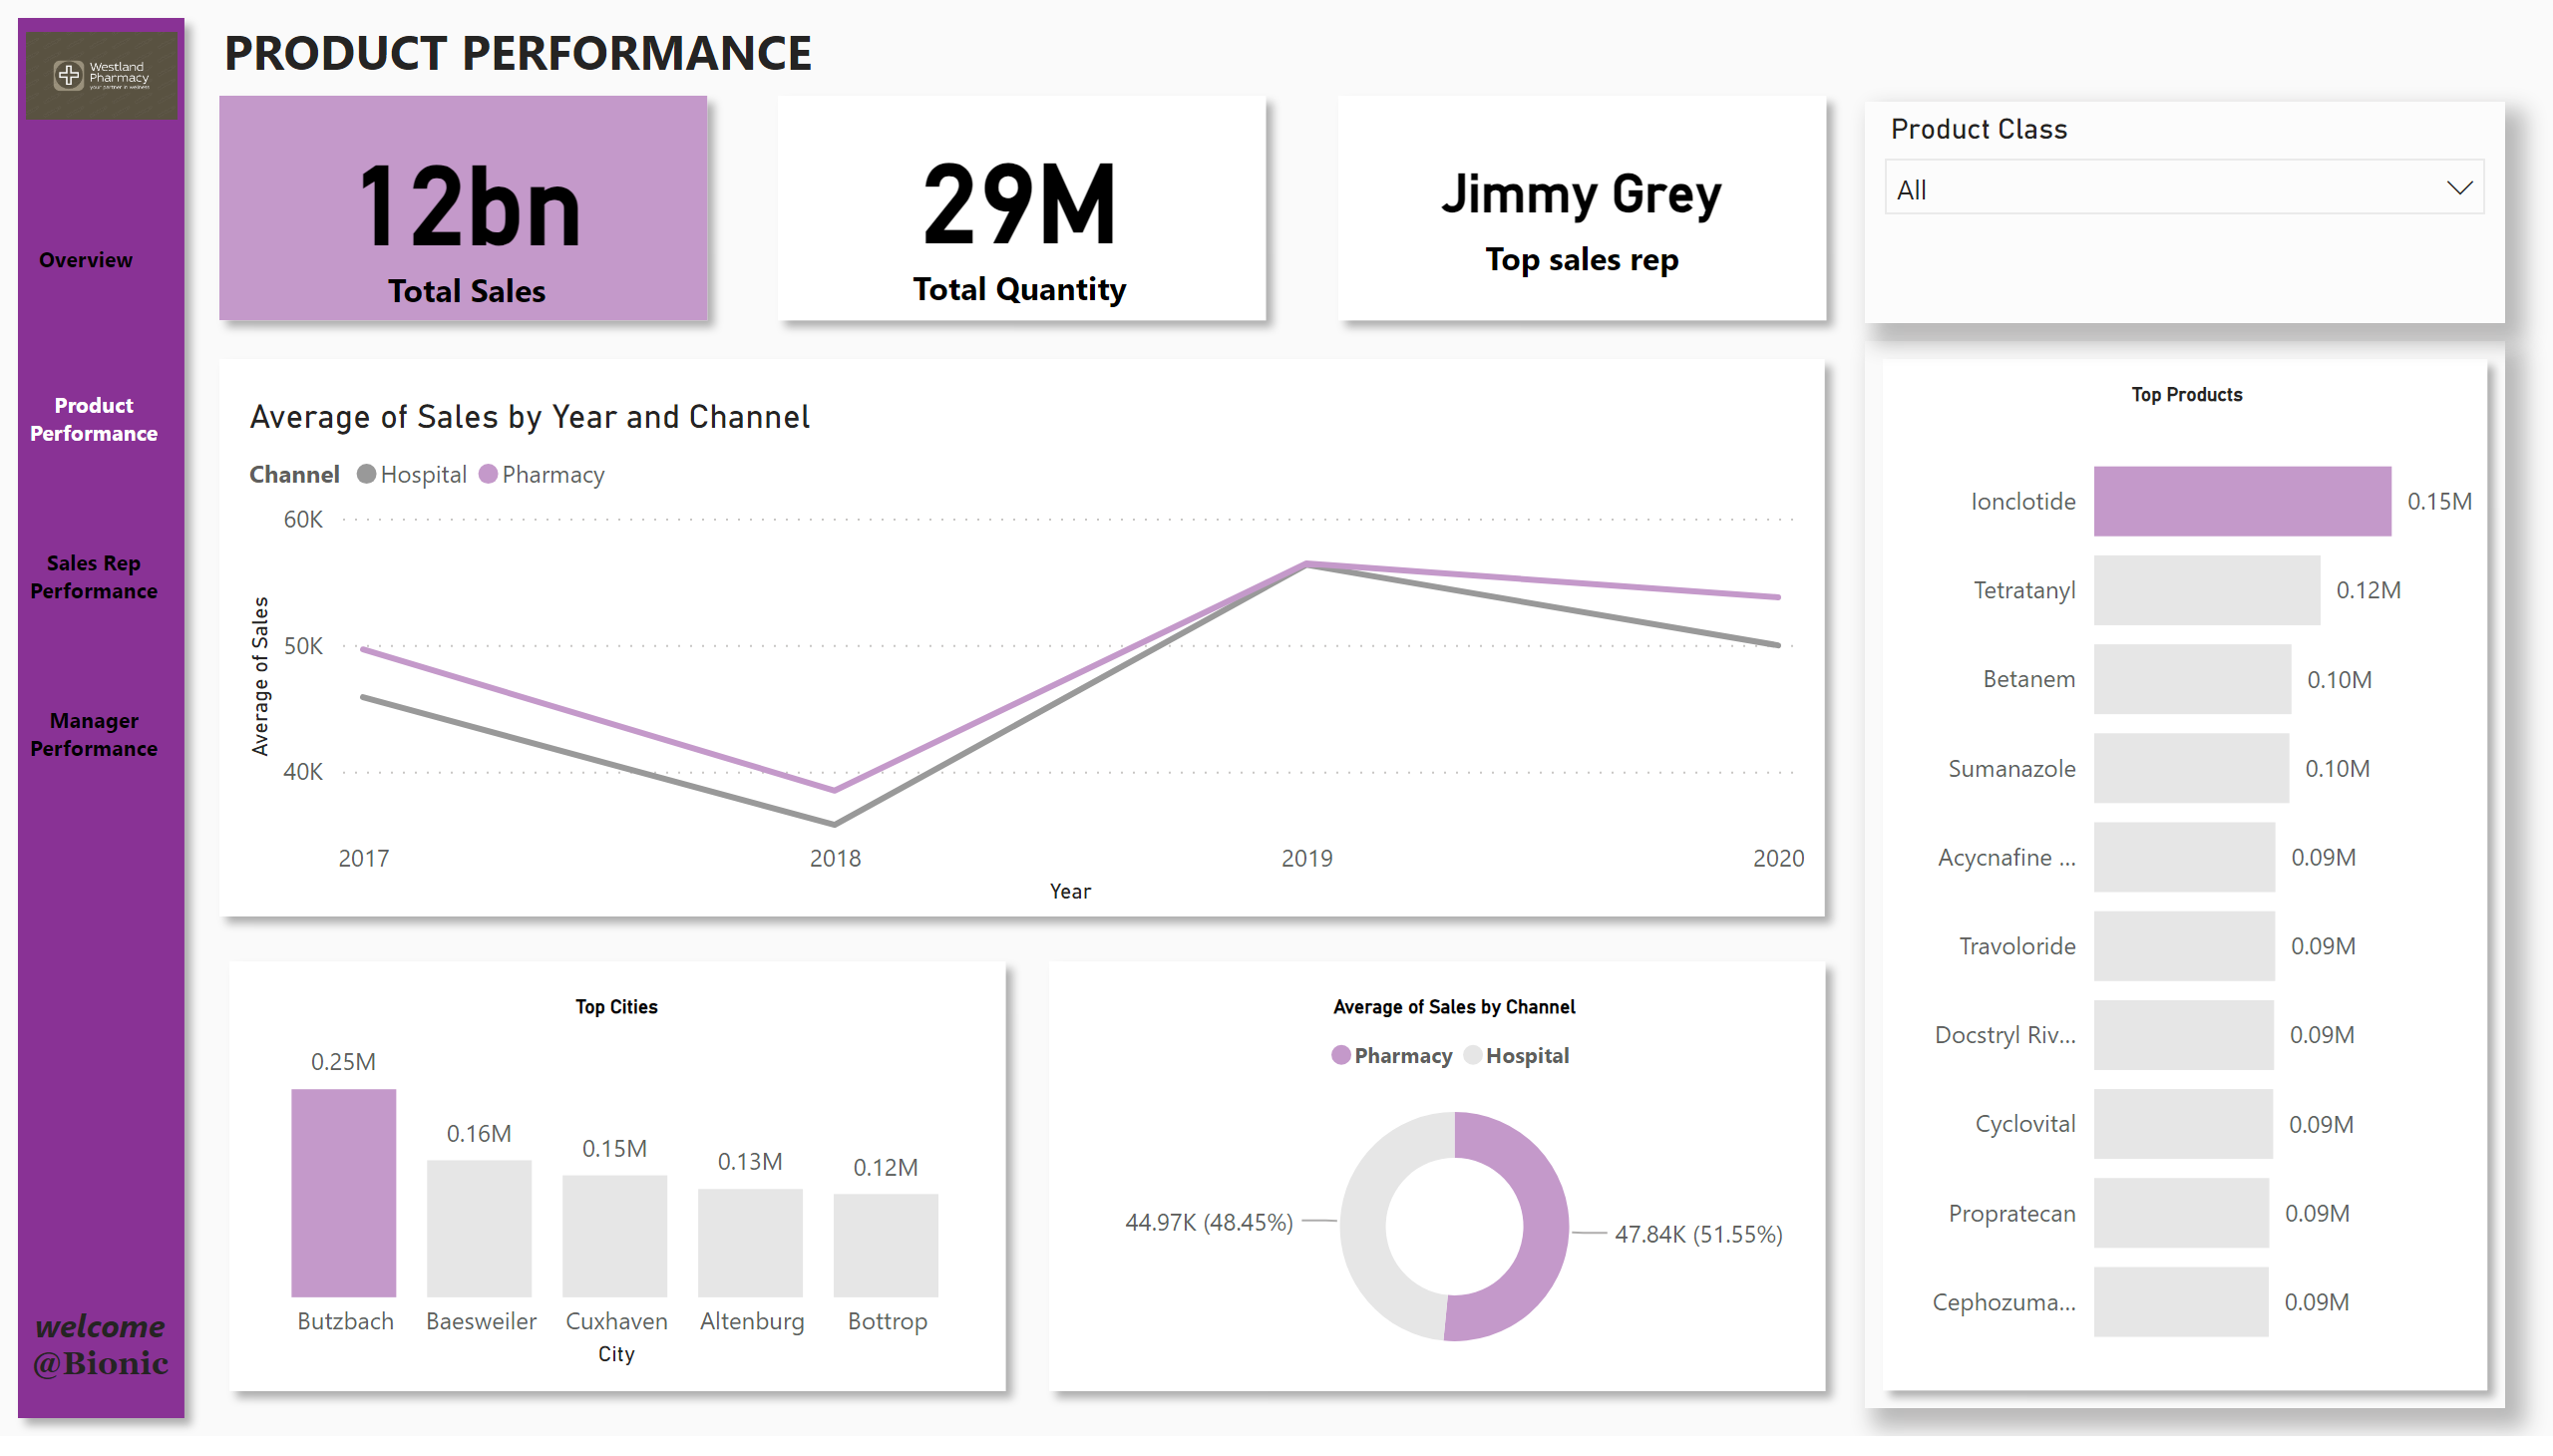 Westland
Pharmacy
your partner in wellness
Overview
Product
Performance
Sales Rep
Performance
Manager
Performance
welcome
@Bionic
PRODUCT PERFORMANCE
12bn
Total Sales
29M
Total Quantity
Jimmy Grey
Top sales rep
Product Class
All
Average of Sales by Year and Channel
Channel Hospital Pharmacy
60K
50K
40K
Average of Sales
2017 2018 2019 2020
Year
Top Cities
0.25M 0.16M 0.15M 0.13M 0.12M
Butzbach Baesweiler Cuxhaven Altenburg Bottrop
City
Average of Sales by Channel
Pharmacy Hospital
44.97K (48.45%)
47.84K (51.55%)
Top Products
Ionclotide 0.15M
Tetratanyl 0.12M
Betanem 0.10M
Sumanazole 0.10M
Acycnafine ... 0.09M
Travoloride 0.09M
Docstryl Riv... 0.09M
Cyclovital 0.09M
Propratecan 0.09M
Cephozuma... 0.09M